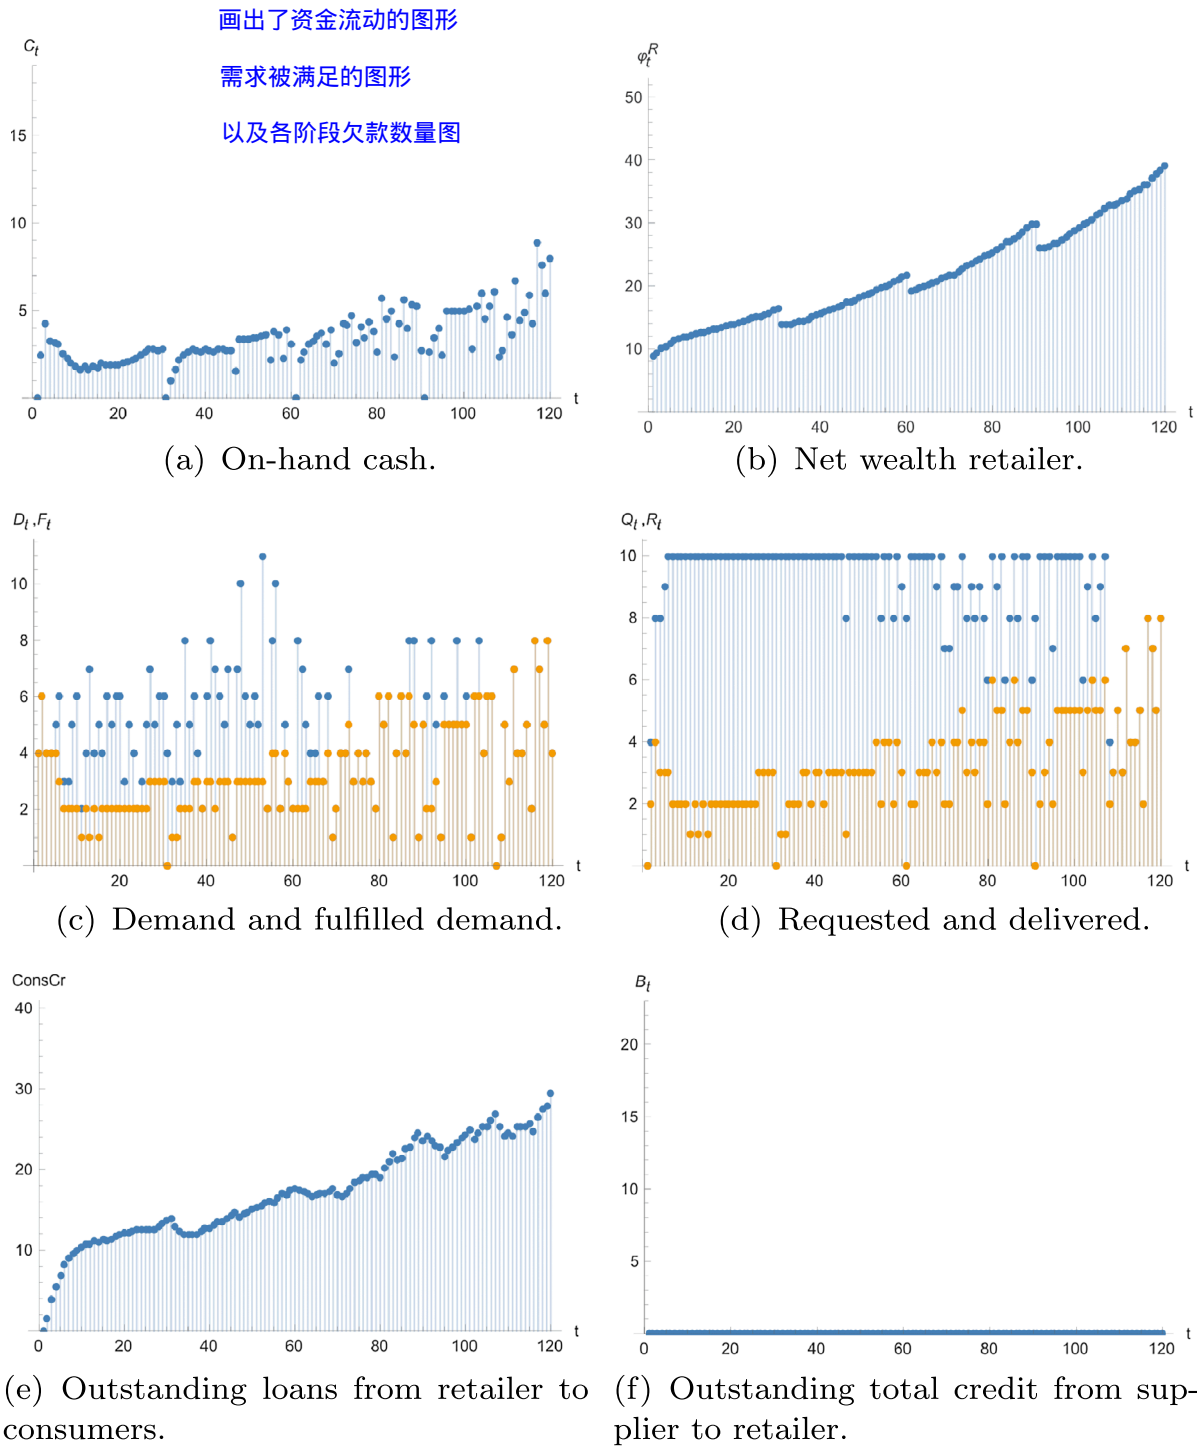 画出了资金流动的图形
需求被满足的图形
以及各阶段欠款数量图
C_t
15
10
5
0 20 40 60 80 100 120 t
(a) On-hand cash.
φ_t^R
50
40
30
20
10
0 20 40 60 80 100 120 t
(b) Net wealth retailer.
D_t ,F_t
10
8
6
4
2
20 40 60 80 100 120 t
(c) Demand and fulfilled demand.
Q_t ,R_t
10
8
6
4
2
20 40 60 80 100 120 t
(d) Requested and delivered.
ConsCr
40
30
20
10
0 20 40 60 80 100 120 t
(e) Outstanding loans from retailer to
consumers.
B_t
20
15
10
5
0 20 40 60 80 100 120 t
(f) Outstanding total credit from sup-
plier to retailer.